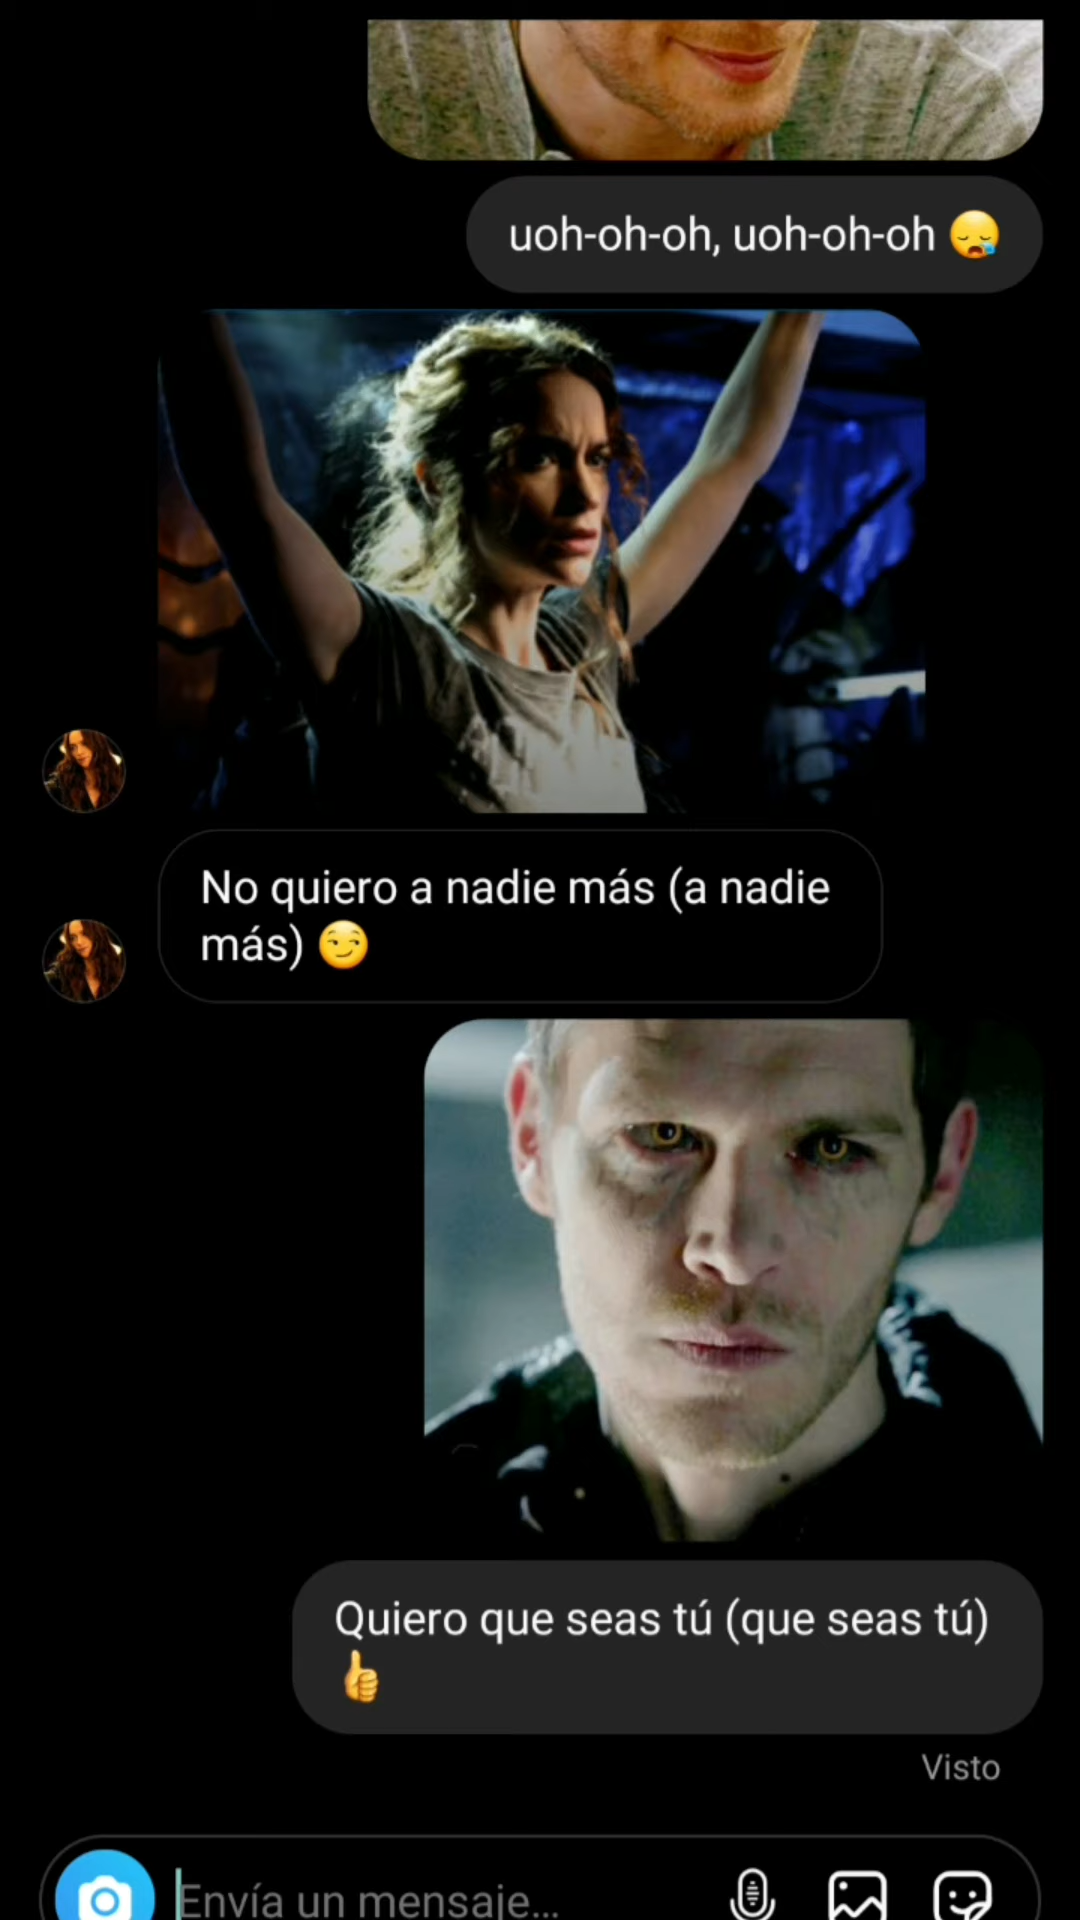 uoh-oh-oh, uoh-oh-oh 😪
No quiero a nadie más (a nadie
más) 😏
Quiero que seas tú (que seas tú)
👍
Visto
Envía un mensaje...